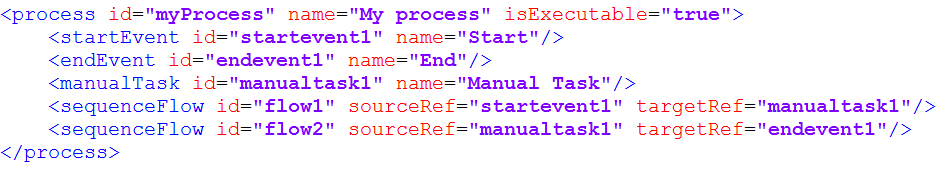 <process id="myProcess" name="My process" isExecutable="true">
    <startEvent id="startevent1" name="Start"/>
    <endEvent id="endevent1" name="End"/>
    <manualTask id="manualtask1" name="Manual Task"/>
    <sequenceFlow id="flow1" sourceRef="startevent1" targetRef="manualtask1"/>
    <sequenceFlow id="flow2" sourceRef="manualtask1" targetRef="endevent1"/>
</process>